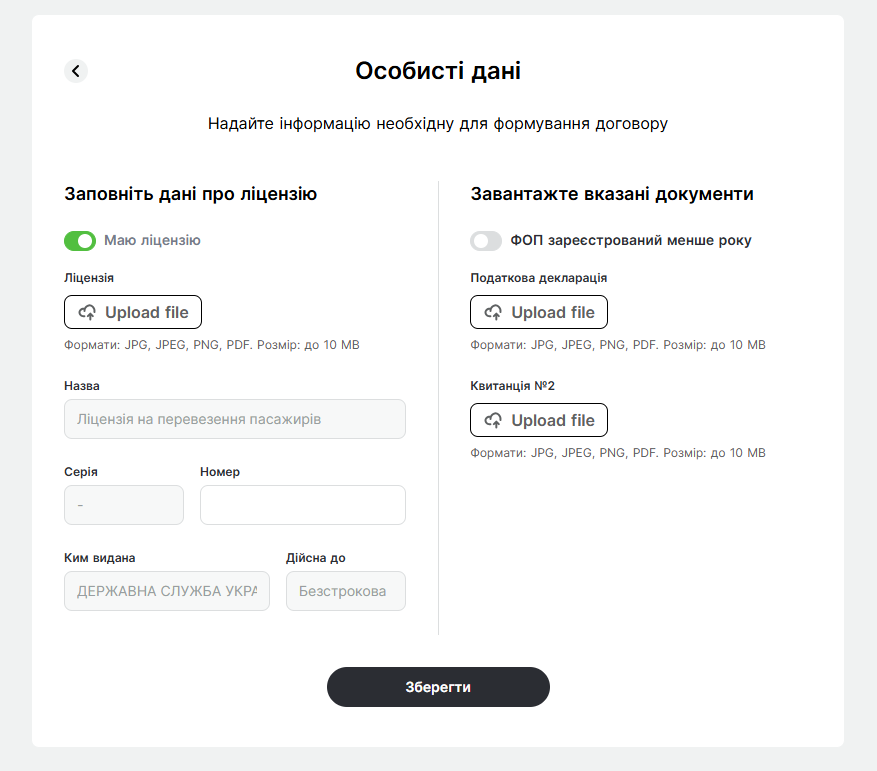 Особисті дані
Надайте інформацію необхідну для формування договору
Заповніть дані про ліцензію
Маю ліцензію
Ліцензія
Upload file
Формати: JPG, JPEG, PNG, PDF. Розмір: до 10 MB
Назва
Ліцензія на перевезення пасажирів
Серія
Номер
-
Ким видана
Дійсна до
ДЕРЖАВНА СЛУЖБА УКРА
Безстрокова
Завантажте вказані документи
ФОП зареєстрований менше року
Податкова декларація
Upload file
Формати: JPG, JPEG, PNG, PDF. Розмір: до 10 MB
Квитанція №2
Upload file
Формати: JPG, JPEG, PNG, PDF. Розмір: до 10 MB
Зберегти